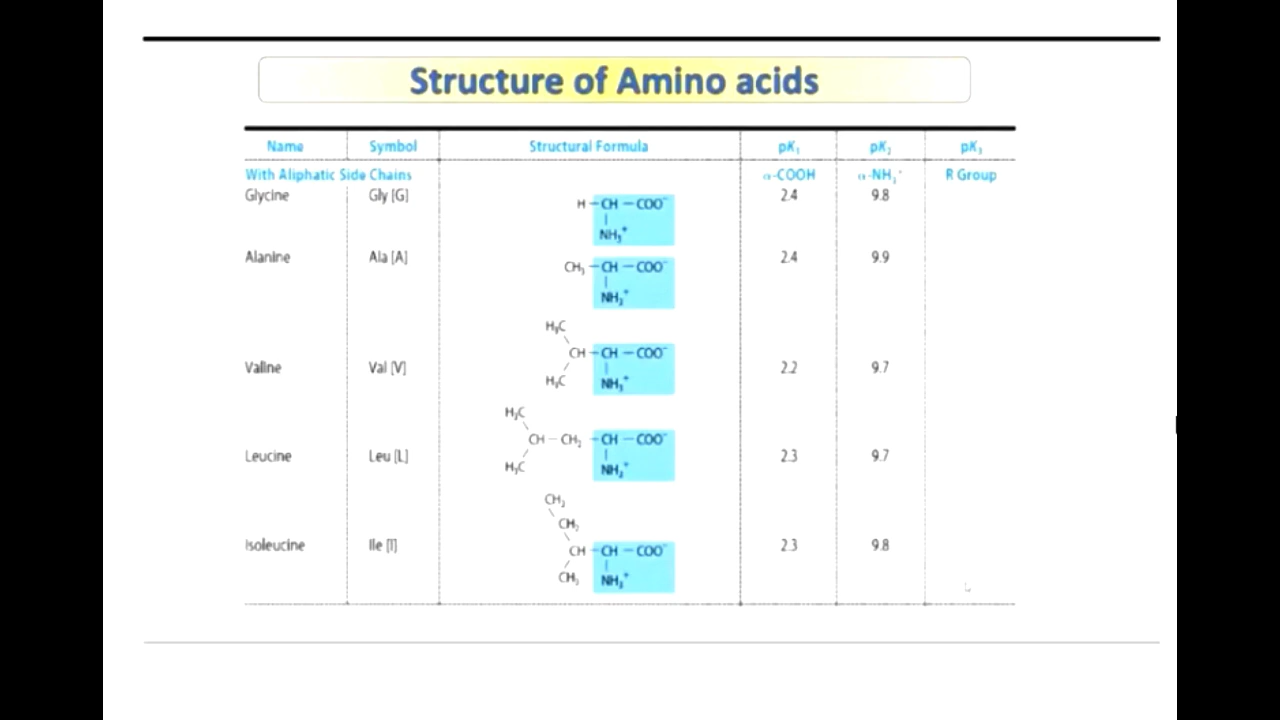 Structure of Amino acids
Name Symbol Structural Formula pK₁ pK₂ pK₃
With Aliphatic Side Chains α-COOH α-NH₃⁺ R Group
Glycine Gly [G] H–CH–COO⁻ 2.4 9.8
NH₃⁺
Alanine Ala [A] CH₃–CH–COO⁻ 2.4 9.9
NH₃⁺
H₃C
CH–CH–COO⁻
Valine Val [V] 2.2 9.7
H₃C NH₃⁺
H₃C
CH–CH₂–CH–COO⁻
Leucine Leu [L] 2.3 9.7
H₃C NH₃⁺
CH₃
CH₂
Isoleucine Ile [I] CH–CH–COO⁻ 2.3 9.8
CH₃ NH₃⁺